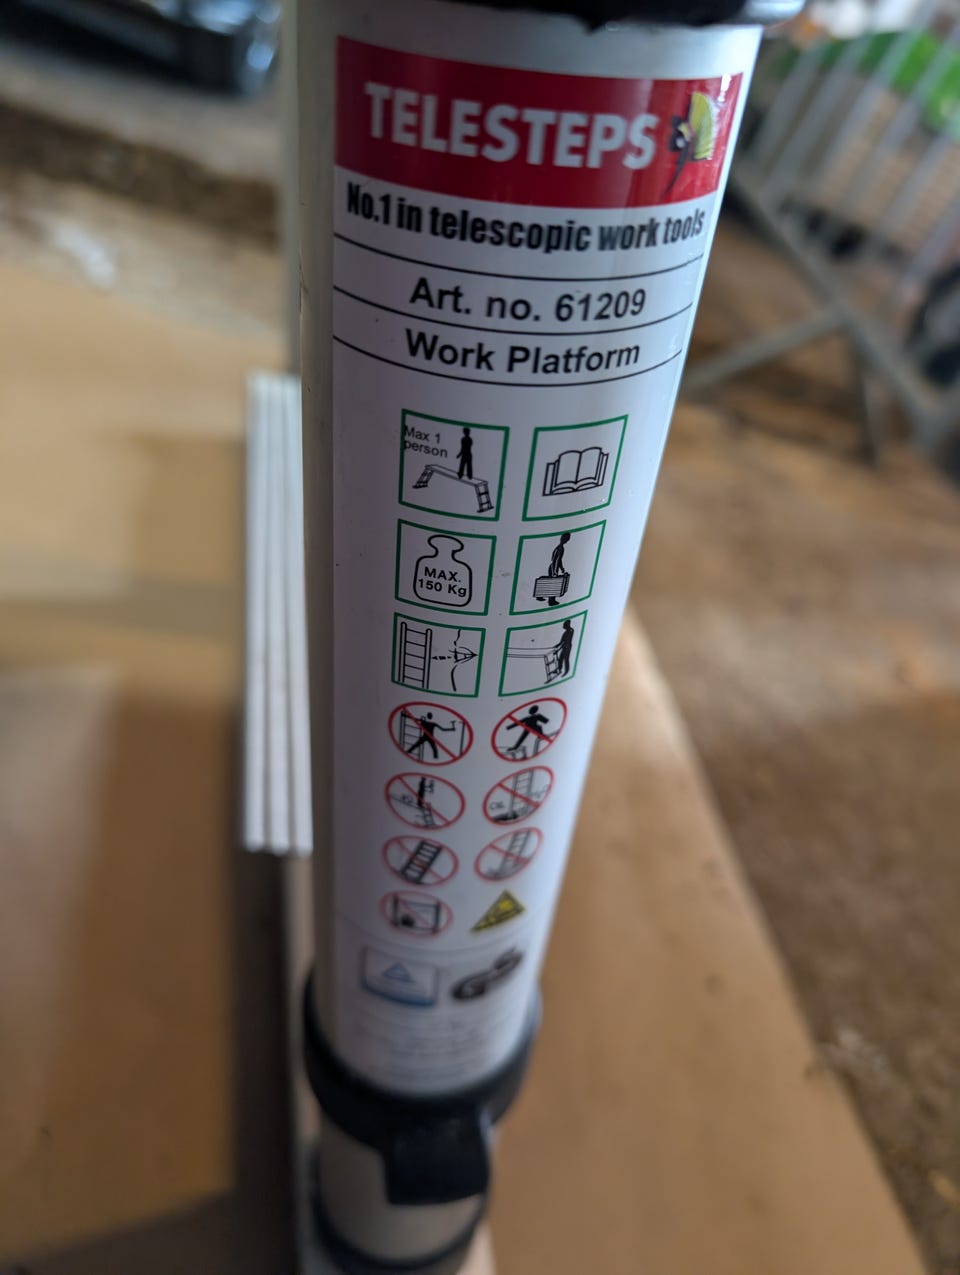 TELESTEPS
No.1 in telescopic work tools
Art. no. 61209
Work Platform
Max 1
person
MAX.
150 Kg